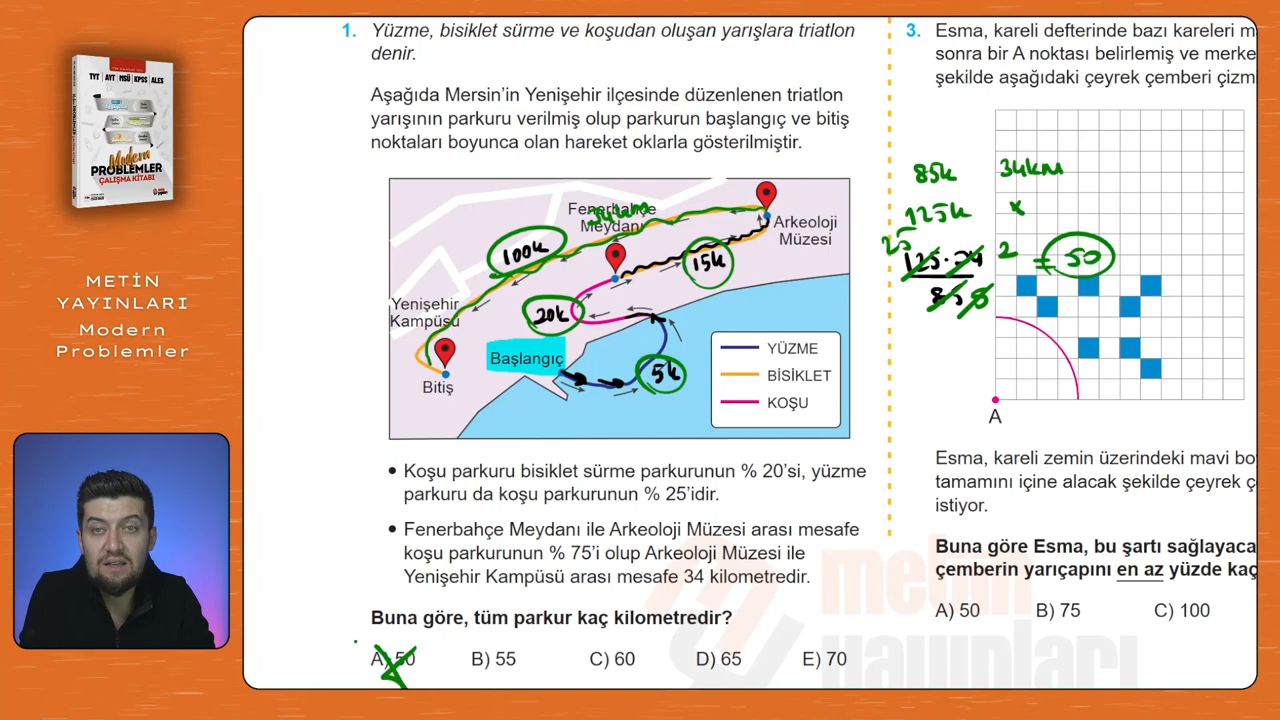 TYT AYT MSÜ KPSS ALES
Modern
PROBLEMLER
ÇALIŞMA KİTABI
METİN
YAYINLARI
Modern
Problemler
1. Yüzme, bisiklet sürme ve koşudan oluşan yarışlara triatlon
denir.
Aşağıda Mersin'in Yenişehir ilçesinde düzenlenen triatlon
yarışının parkuru verilmiş olup parkurun başlangıç ve bitiş
noktaları boyunca olan hareket oklarla gösterilmiştir.
Fenerbahçe
Meydanı
34km
Arkeoloji
Müzesi
100k
15k
20k
5k
Yenişehir
Kampüsü
Başlangıç
Bitiş
YÜZME
BİSİKLET
KOŞU
• Koşu parkuru bisiklet sürme parkurunun % 20'si, yüzme
parkuru da koşu parkurunun % 25'idir.
• Fenerbahçe Meydanı ile Arkeoloji Müzesi arası mesafe
koşu parkurunun % 75'i olup Arkeoloji Müzesi ile
Yenişehir Kampüsü arası mesafe 34 kilometredir.
Buna göre, tüm parkur kaç kilometredir?
A) 50 B) 55 C) 60 D) 65 E) 70
85k 34km
125k x
25
125.34 2 = 50
85
3. Esma, kareli defterinde bazı kareleri m
sonra bir A noktası belirlemiş ve merke
şekilde aşağıdaki çeyrek çemberi çizm
A
Esma, kareli zemin üzerindeki mavi bo
tamamını içine alacak şekilde çeyrek ç
istiyor.
Buna göre Esma, bu şartı sağlayaca
çemberin yarıçapını en az yüzde kaç
A) 50 B) 75 C) 100
metin
yayınları